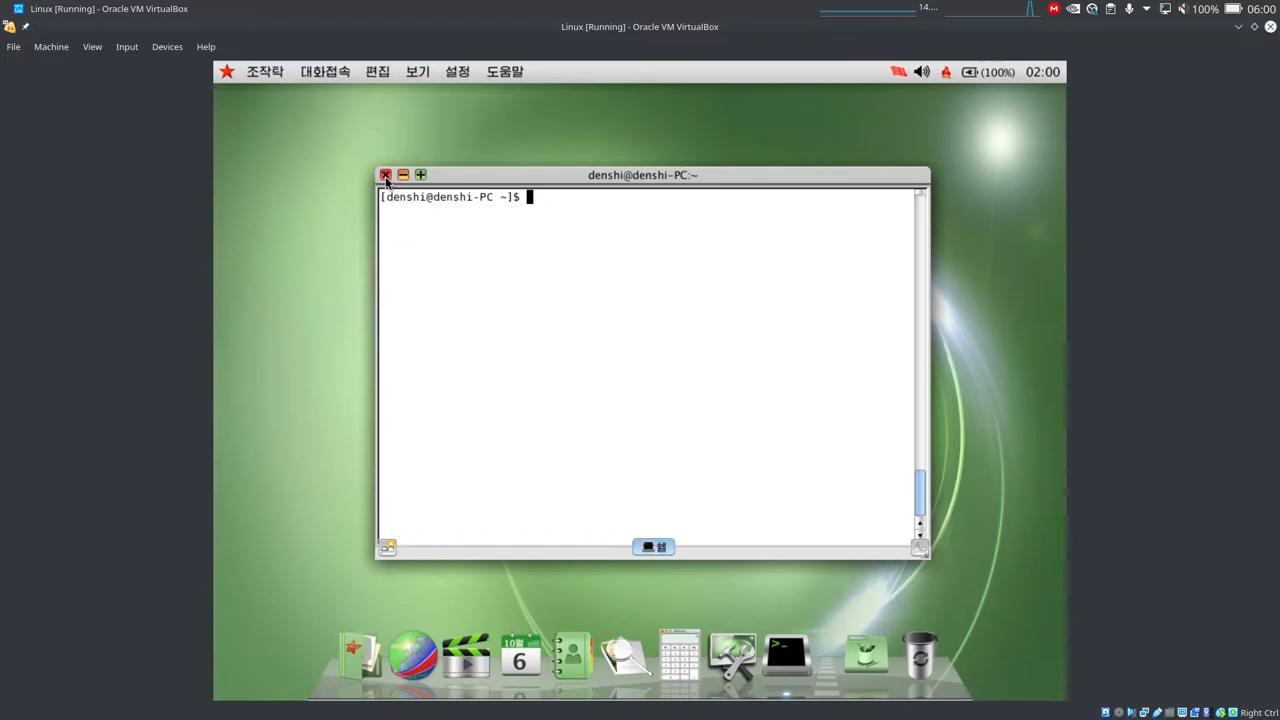 Linux [Running] - Oracle VM VirtualBox
14....
100%
06:00
Linux [Running] - Oracle VM VirtualBox
File Machine View Input Devices Help
조작탁 대화접속 편집 보기 설정 도움말
(100%) 02:00
denshi@denshi-PC:~
[denshi@denshi-PC ~]$
쉘
10월
6
>_
Right Ctrl